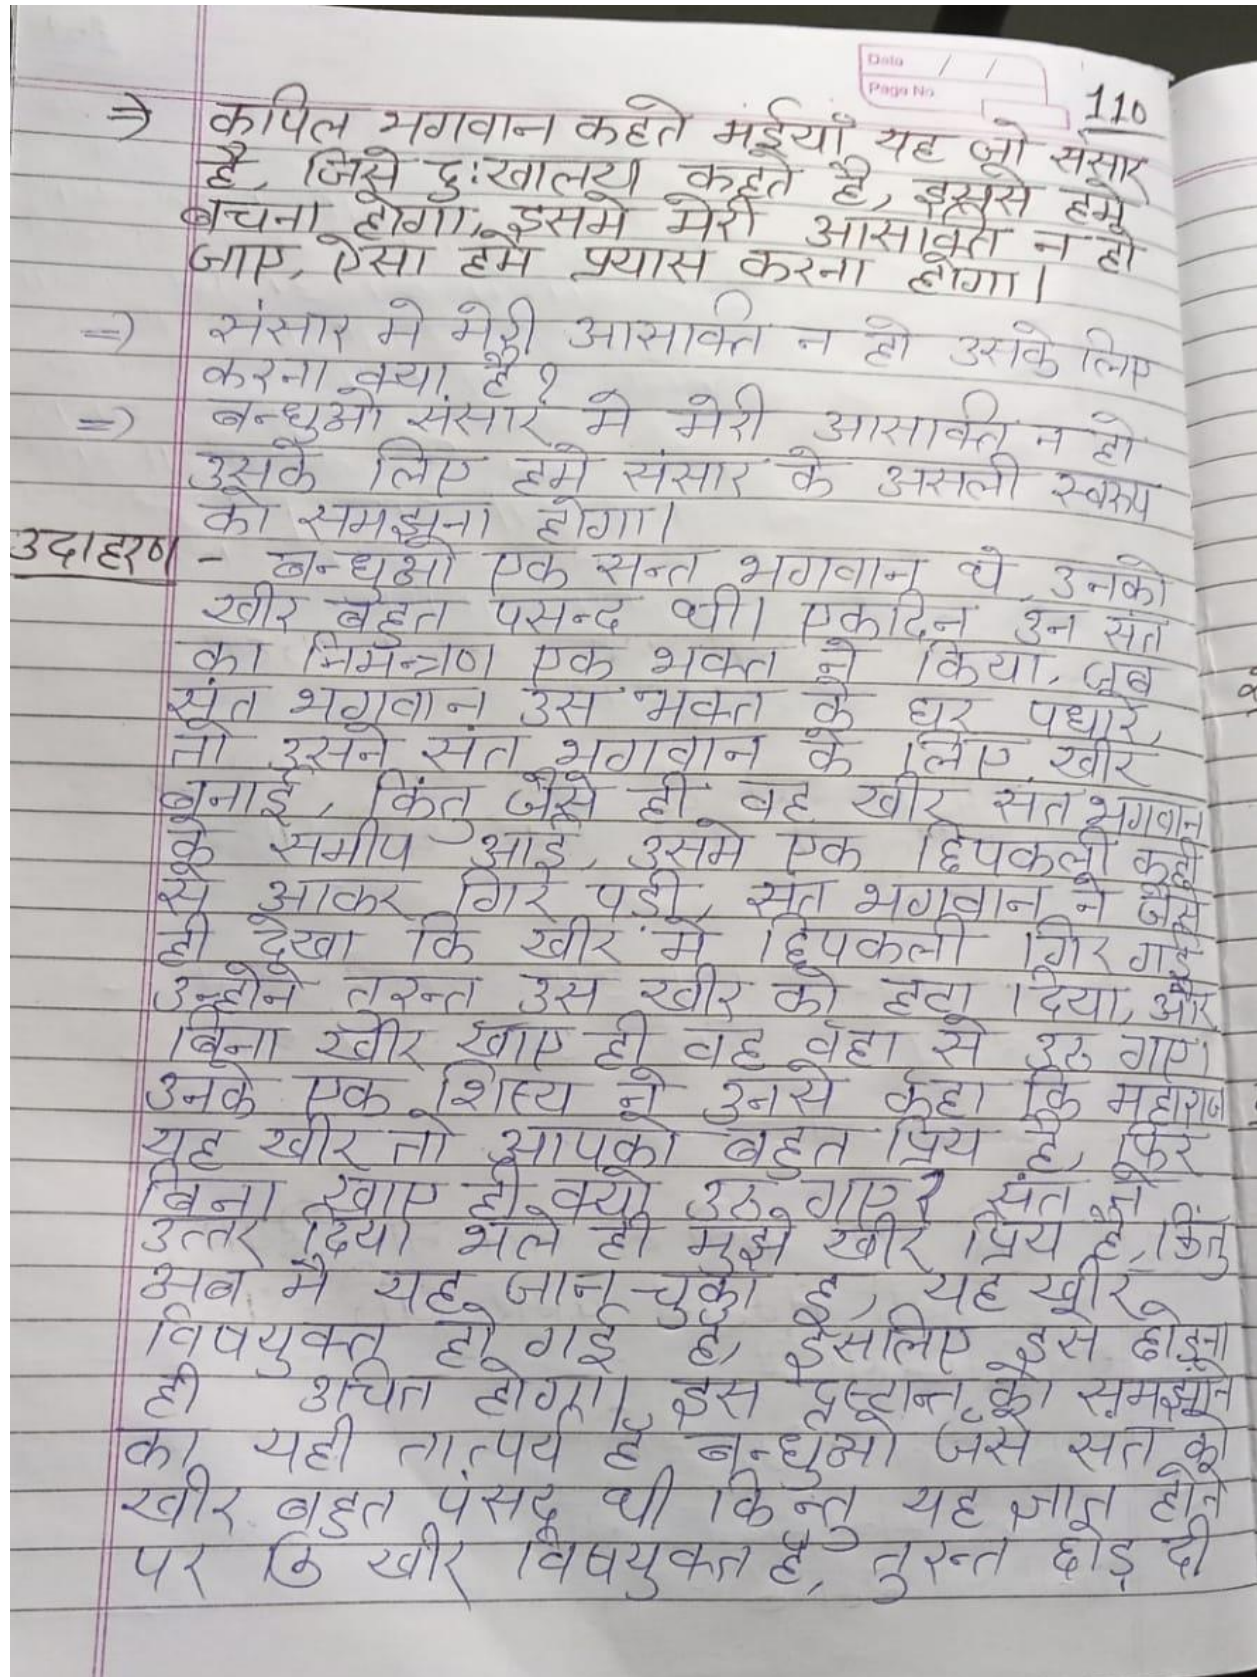 Date / /
Page No
110
⇒ कपिल भगवान कहते मंईयाँ यह जो संसार
है, जिसे दुःखालय कहते है, इससे हमे
बचना होगा, इसमे मेरी आसक्ति न हो
जाए, ऐसा हमे प्रयास करना होगा।
⇒ संसार मे मेरी आसक्ति न हो उसके लिए
करना क्या है?
⇒ बन्धुओ संसार मे मेरी आसक्ति न हो
उसके लिए हमे संसार के असली स्वरूप
को समझना होगा।
उदाहरण - बन्धुओ एक सन्त भगवान थे, उनको
खीर बहुत पसन्द थी। एकदिन उन संत
का निमन्त्रण एक भक्त ने किया, जब
संत भगवान उस भक्त के घर पधारे,
तो उसने संत भगवान के लिए खीर
बनाई, किंतु जैसे ही वह खीर संत भगवान
के समीप आई, उसमे एक छिपकली कही
से आकर गिर पड़ी, संत भगवान ने जैसे
ही देखा कि खीर मे छिपकली गिर गई
उन्होने तुरन्त उस खीर को हटा दिया, और
बिना खीर खाए ही वह वहा से उठ गए।
उनके एक शिष्य ने उनसे कहा कि महाराज
यह खीर तो आपको बहुत प्रिय है, फिर
बिना खाए ही क्यो उठ गए? संत ने
उत्तर दिया भले ही मुझे खीर प्रिय है, किंतु
अब मै यह जान चुका हू, यह खीर
विषयुक्त हो गई है, इसलिए इसे छोड़ना
ही उचित होगा। इस दृष्टान्त को समझाने
का यही तात्पर्य है बन्धुओ जैसे संत को
खीर बहुत पंसद थी किन्तु यह ज्ञात होने
पर कि खीर विषयुक्त है, तुरन्त छोड़ दी